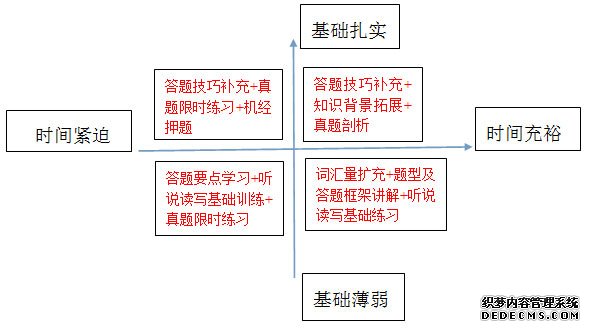 基础扎实
答题技巧补充+真
题限时练习+机经
押题
答题技巧补充+
知识背景拓展+
真题剖析
时间紧迫
时间充裕
答题要点学习+听
说读写基础训练+
真题限时练习
词汇量扩充+题型及
答题框架讲解+听说
读写基础练习
基础薄弱
织梦内容管理系统
DEDECMS.COM